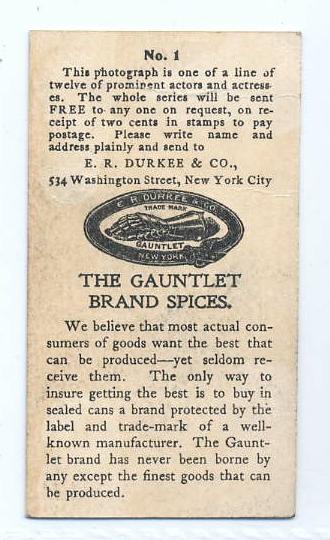 No. 1
This photograph is one of a line of
twelve of prominent actors and actress-
es. The whole series will be sent
FREE to any one on request, on re-
ceipt of two cents in stamps to pay
postage. Please write name and
address plainly and send to
E. R. DURKEE & CO.,
534 Washington Street, New York City
E. R. DURKEE & CO.
TRADE MARK
GAUNTLET
NEW YORK
THE GAUNTLET
BRAND SPICES.
We believe that most actual con-
sumers of goods want the best that
can be produced—yet seldom re-
ceive them. The only way to
insure getting the best is to buy in
sealed cans a brand protected by the
label and trade-mark of a well-
known manufacturer. The Gaunt-
let brand has never been borne by
any except the finest goods that can
be produced.